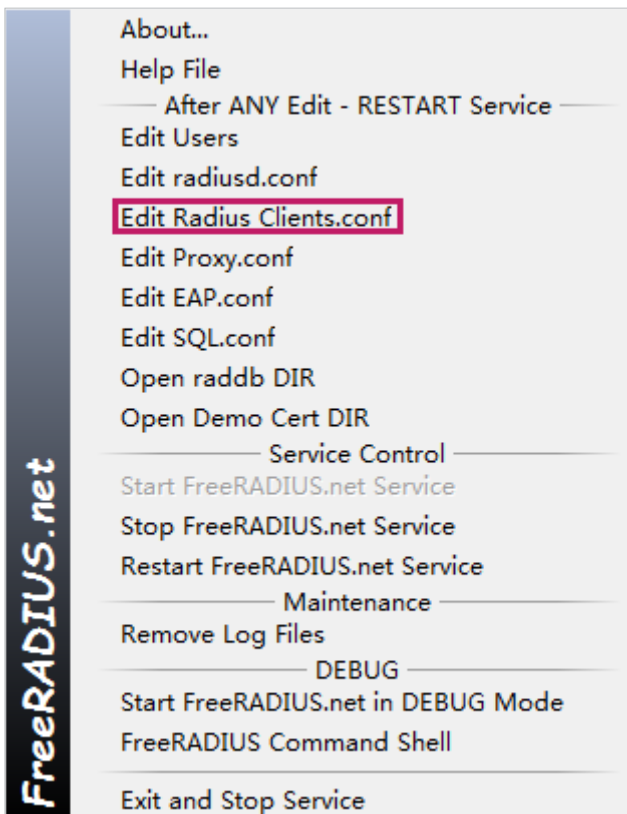 About...
Help File
After ANY Edit - RESTART Service
Edit Users
Edit radiusd.conf
Edit Radius Clients.conf
Edit Proxy.conf
Edit EAP.conf
Edit SQL.conf
Open raddb DIR
Open Demo Cert DIR
Service Control
Start FreeRADIUS.net Service
Stop FreeRADIUS.net Service
Restart FreeRADIUS.net Service
Maintenance
Remove Log Files
DEBUG
Start FreeRADIUS.net in DEBUG Mode
FreeRADIUS Command Shell
Exit and Stop Service
FreeRADIUS.net